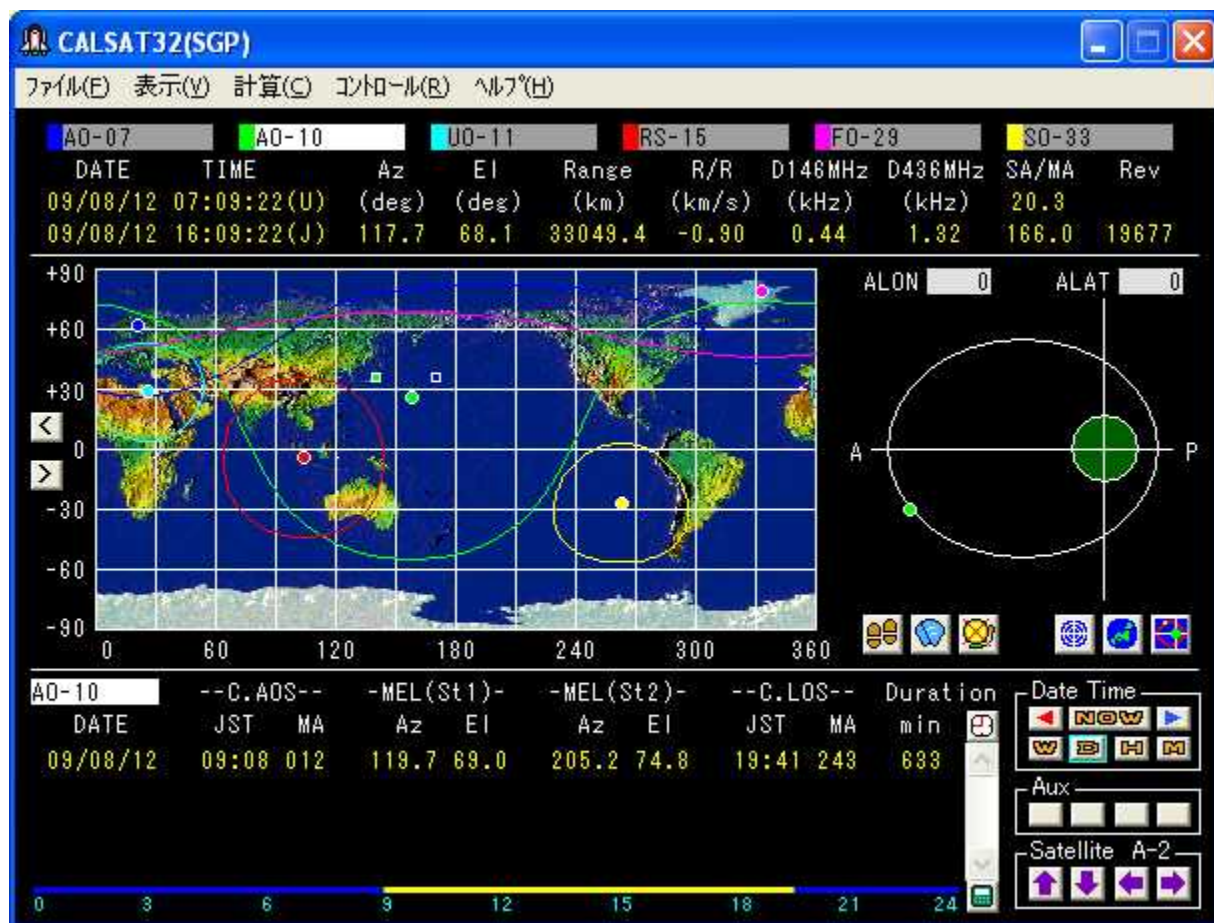 CALSAT32(SGP)
ファイル(F) 表示(V) 計算(C) コントロール(R) ヘルプ(H)
AO-07 AO-10 UO-11 RS-15 FO-29 SO-33
DATE TIME Az El Range R/R D146MHz D436MHz SA/MA Rev
09/08/12 07:09:22(U) (deg) (deg) (km) (km/s) (kHz) (kHz) 20.3
09/08/12 16:09:22(J) 117.7 68.1 33049.4 -0.90 0.44 1.32 166.0 19677
+90
+60
+30
0
-30
-60
-90
0 60 120 180 240 300 360
< 
>
ALON 0 ALAT 0
A P
AO-10 --C.AOS-- -MEL(St1)- -MEL(St2)- --C.LOS-- Duration
DATE JST MA Az El Az El JST MA min
09/08/12 09:08 012 119.7 69.0 205.2 74.8 19:41 243 633
0 3 6 9 12 15 18 21 24
Date Time
NOW
W D H M
Aux
Satellite A-2